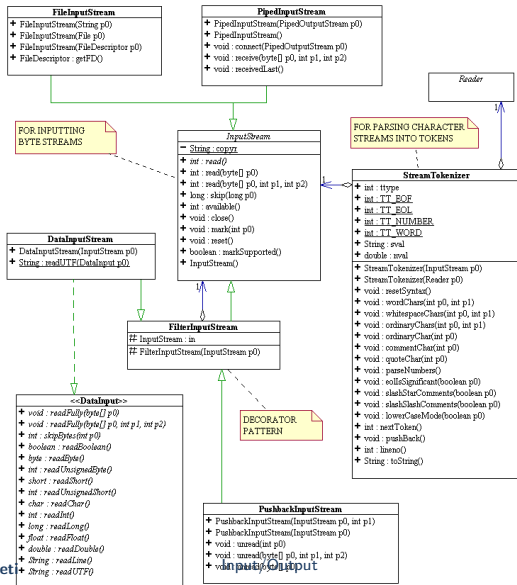 FileInputStream
+ FileInputStream(String p0)
+ FileInputStream(File p0)
+ FileInputStream(FileDescriptor p0)
+ FileDescriptor : getFD()
PipedInputStream
+ PipedInputStream(PipedOutputStream p0)
+ PipedInputStream()
+ void : connect(PipedOutputStream p0)
+ void : receive(byte[] p0, int p1, int p2)
+ void : receivedLast()
Reader
1
FOR INPUTTING
BYTE STREAMS
InputStream
- String : copyr
+ int : read()
+ int : read(byte[] p0)
+ int : read(byte[] p0, int p1, int p2)
+ long : skip(long p0)
+ int : available()
+ void : close()
+ void : mark(int p0)
+ void : reset()
+ boolean : markSupported()
+ InputStream()
1
FOR PARSING CHARACTER
STREAMS INTO TOKENS
StreamTokenizer
+ int : ttype
+ int : TT_EOF
+ int : TT_EOL
+ int : TT_NUMBER
+ int : TT_WORD
+ String : sval
+ double : nval
+ StreamTokenizer(InputStream p0)
+ StreamTokenizer(Reader p0)
+ void : resetSyntax()
+ void : wordChars(int p0, int p1)
+ void : whitespaceChars(int p0, int p1)
+ void : ordinaryChars(int p0, int p1)
+ void : ordinaryChar(int p0)
+ void : commentChar(int p0)
+ void : quoteChar(int p0)
+ void : parseNumbers()
+ void : eolIsSignificant(boolean p0)
+ void : slashStarComments(boolean p0)
+ void : slashSlashComments(boolean p0)
+ void : lowerCaseMode(boolean p0)
+ int : nextToken()
+ void : pushBack()
+ int : lineno()
+ String : toString()
DataInputStream
+ DataInputStream(InputStream p0)
+ String : readUTF(DataInput p0)
1
FilterInputStream
# InputStream : in
# FilterInputStream(InputStream p0)
<<DataInput>>
+ void : readFully(byte[] p0)
+ void : readFully(byte[] p0, int p1, int p2)
+ int : skipBytes(int p0)
+ boolean : readBoolean()
+ byte : readByte()
+ int : readUnsignedByte()
+ short : readShort()
+ int : readUnsignedShort()
+ char : readChar()
+ int : readInt()
+ long : readLong()
+ float : readFloat()
+ double : readDouble()
+ String : readLine()
+ String : readUTF()
DECORATOR
PATTERN
PushbackInputStream
+ PushbackInputStream(InputStream p0, int p1)
+ PushbackInputStream(InputStream p0)
+ void : unread(int p0)
+ void : unread(byte[] p0, int p1, int p2)
+ void : unread(byte[] p0)
eti
Input/Output